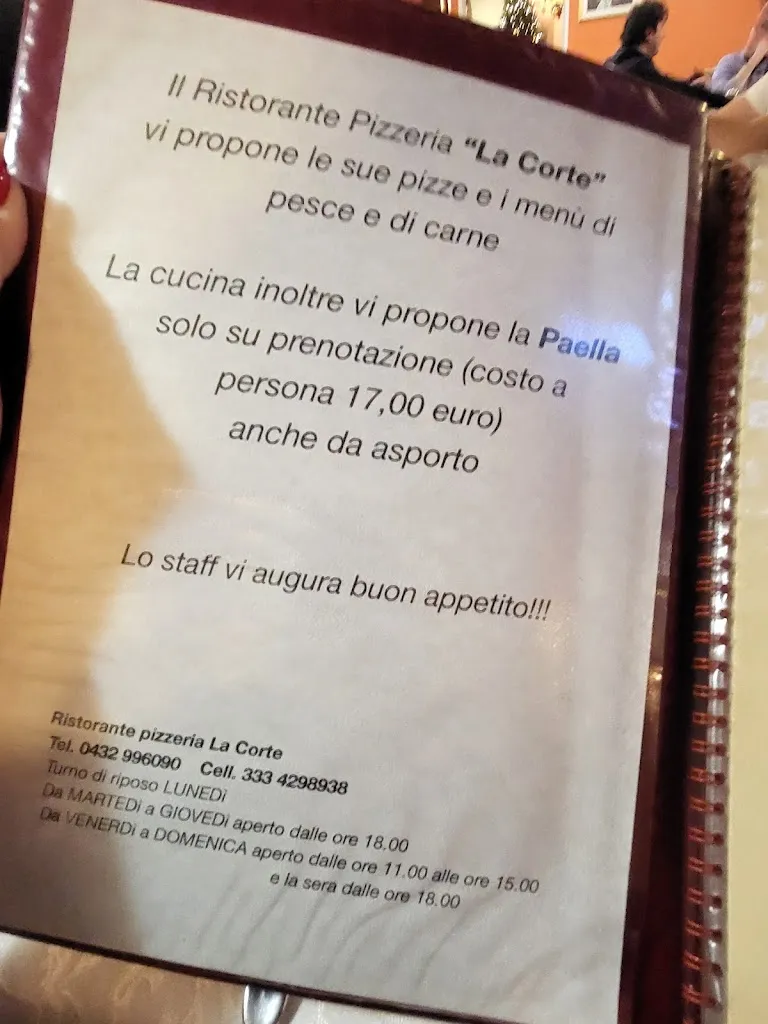 Il Ristorante Pizzeria "La Corte"
vi propone le sue pizze e i menù di
pesce e di carne
La cucina inoltre vi propone la Paella
solo su prenotazione (costo a
persona 17,00 euro)
anche da asporto
Lo staff vi augura buon appetito!!!
Ristorante pizzeria La Corte
Tel. 0432 996090 Cell. 333 4298938
Turno di riposo LUNEDì
Da MARTEDì a GIOVEDì aperto dalle ore 18.00
Da VENERDì a DOMENICA aperto dalle ore 11.00 alle ore 15.00
e la sera dalle ore 18.00